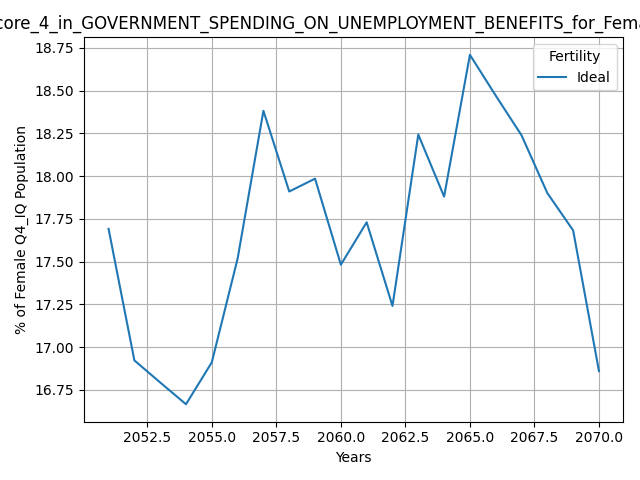 core_4_in_GOVERNMENT_SPENDING_ON_UNEMPLOYMENT_BENEFITS_for_Fema
Fertility
Ideal
% of Female Q4_IQ Population
18.75
18.50
18.25
18.00
17.75
17.50
17.25
17.00
16.75
2052.5 2055.0 2057.5 2060.0 2062.5 2065.0 2067.5 2070.0
Years